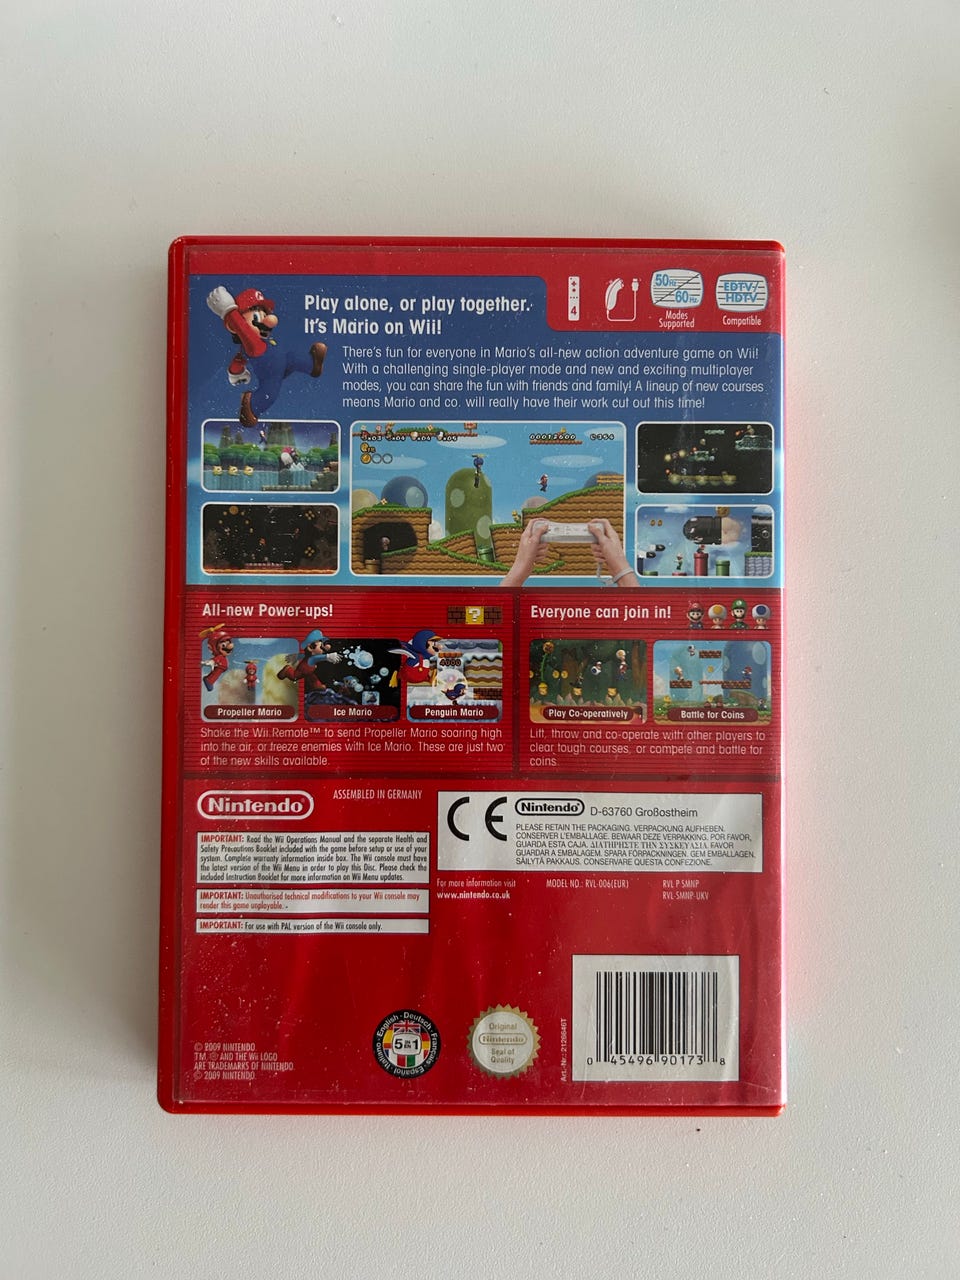 Play alone, or play together.
It's Mario on Wii!
4
50Hz
60Hz
Modes
Supported
EDTV/
HDTV
Compatible
There's fun for everyone in Mario's all-new action adventure game on Wii!
With a challenging single-player mode and new and exciting multiplayer
modes, you can share the fun with friends and family! A lineup of new courses
means Mario and co. will really have their work cut out this time!
00012600
All-new Power-ups!
?
4000
Propeller Mario
Ice Mario
Penguin Mario
Shake the Wii Remote™ to send Propeller Mario soaring high
into the air, or freeze enemies with Ice Mario. These are just two
of the new skills available.
Everyone can join in!
Play Co-operatively
Battle for Coins
Lift, throw and co-operate with other players to
clear tough courses, or compete and battle for
coins.
Nintendo®
ASSEMBLED IN GERMANY
IMPORTANT: Read the Wii Operations Manual and the separate Health and
Safety Precautions Booklet included with the game before setup or use of your
system. Complete warranty information inside box. The Wii console must have
the latest version of the Wii Menu in order to play this Disc. Please check the
included Instruction Booklet for more information on Wii Menu updates.
IMPORTANT: Unauthorised technical modifications to your Wii console may
render this game unplayable.
IMPORTANT: For use with PAL version of the Wii console only.
CE
Nintendo® D-63760 Großostheim
PLEASE RETAIN THE PACKAGING. VERPACKUNG AUFHEBEN.
CONSERVER L'EMBALLAGE. BEWAAR DEZE VERPAKKING. POR FAVOR,
GUARDA ESTA CAJA. ΔΙΑΤΗΡΗΣΤΕ ΤΗΝ ΣΥΣΚΕΥΑΣΙΑ. FAVOR
GUARDAR A EMBALAGEM. SPARA FÖRPACKNINGEN. GEM EMBALLAGEN.
SÄILYTÄ PAKKAUS. CONSERVARE QUESTA CONFEZIONE.
For more information visit
www.nintendo.co.uk
MODEL NO.: RVL-006(EUR)
RVL P SMNP
RVL-SMNP-UKV
© 2009 NINTENDO.
TM, ® AND THE Wii LOGO
ARE TRADEMARKS OF NINTENDO
© 2009 NINTENDO.
English · Deutsch · Français · Español · Italiano
5 IN 1
Original
Nintendo
Seal of
Quality
Art.-Nr.: 2126646T
0 45496 90173 8